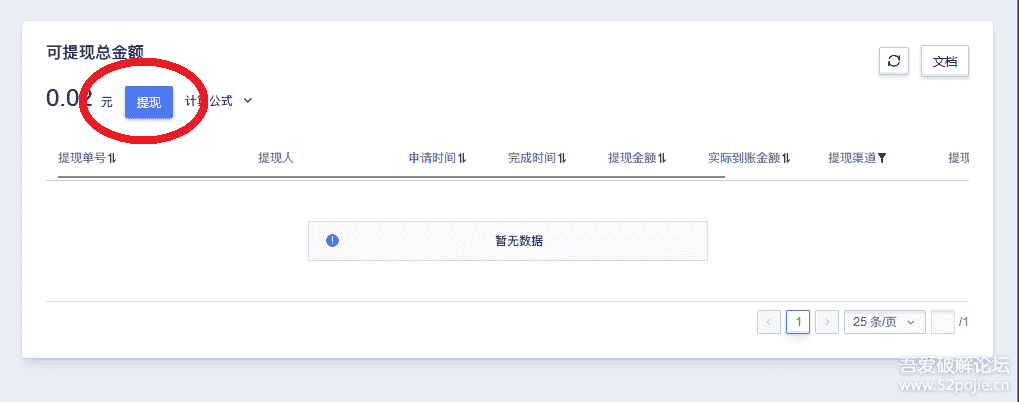 可提现总金额
文档
0.02 元 提现 计算公式
提现单号 提现人 申请时间 完成时间 提现金额 实际到账金额 提现渠道 提现
暂无数据
1 25 条/页 /1
吾爱破解论坛
www.52pojie.cn